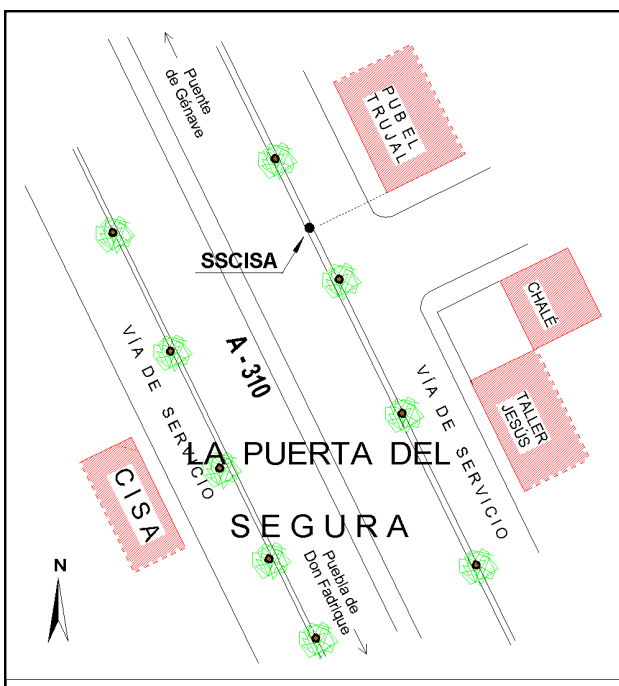 Puente
de Génave
PUB EL
TRUJAL
SSCISA
CHALÉ
A - 310
VÍA DE SERVICIO
VÍA DE SERVICIO
TALLER
JESÚS
LA PUERTA DEL
SEGURA
CISA
Puebla de
Don Fadrique
N